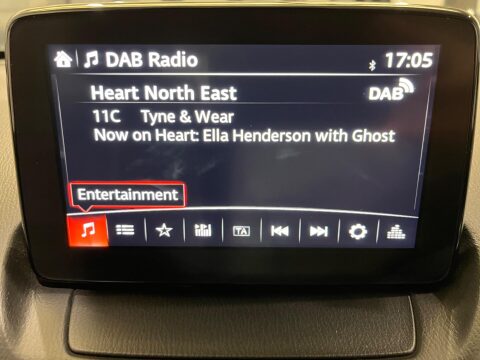 DAB Radio 17:05
Heart North East DAB
11C Tyne & Wear
Now on Heart: Ella Henderson with Ghost
Entertainment
TA